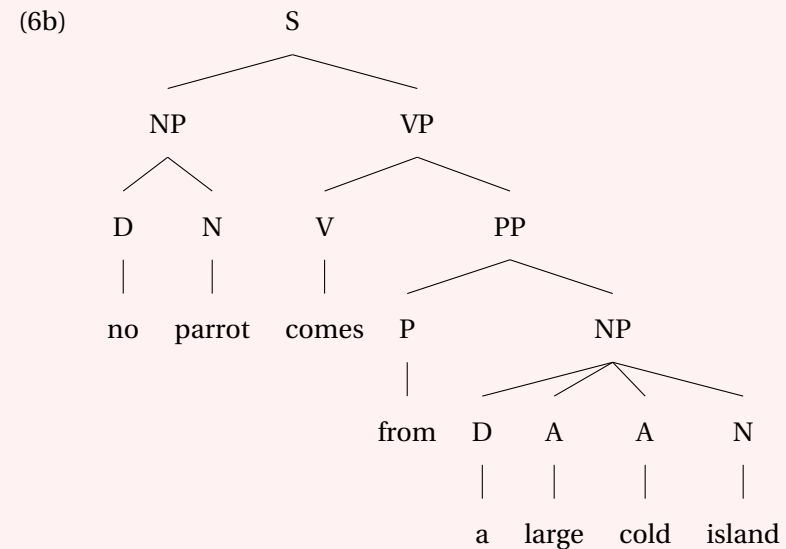 (6b) S
NP VP
D N V PP
no parrot comes P NP
from D A A N
a large cold island